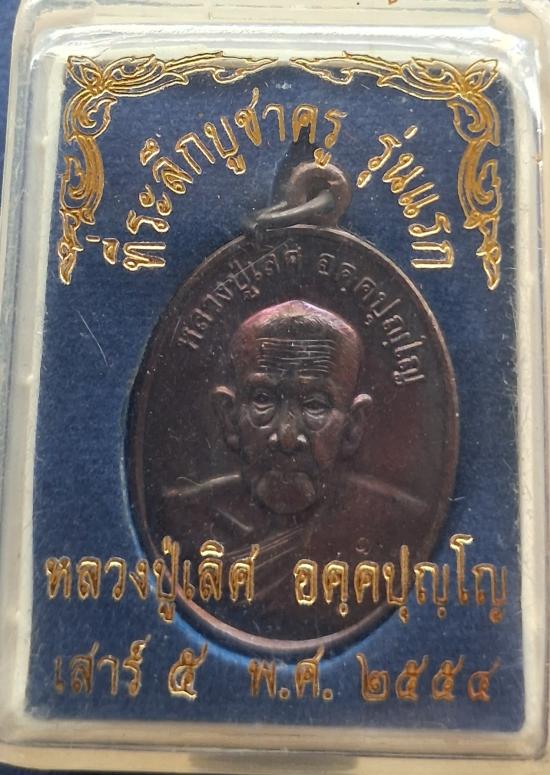 ที่ระลึกบูชาครู รุ่นแรก
หลวงปู่เลิศ อคฺคปุญฺโญ
หลวงปู่เลิศ อคฺคปุญฺโญ
เสาร์ ๕ พ.ศ. ๒๕๕๔